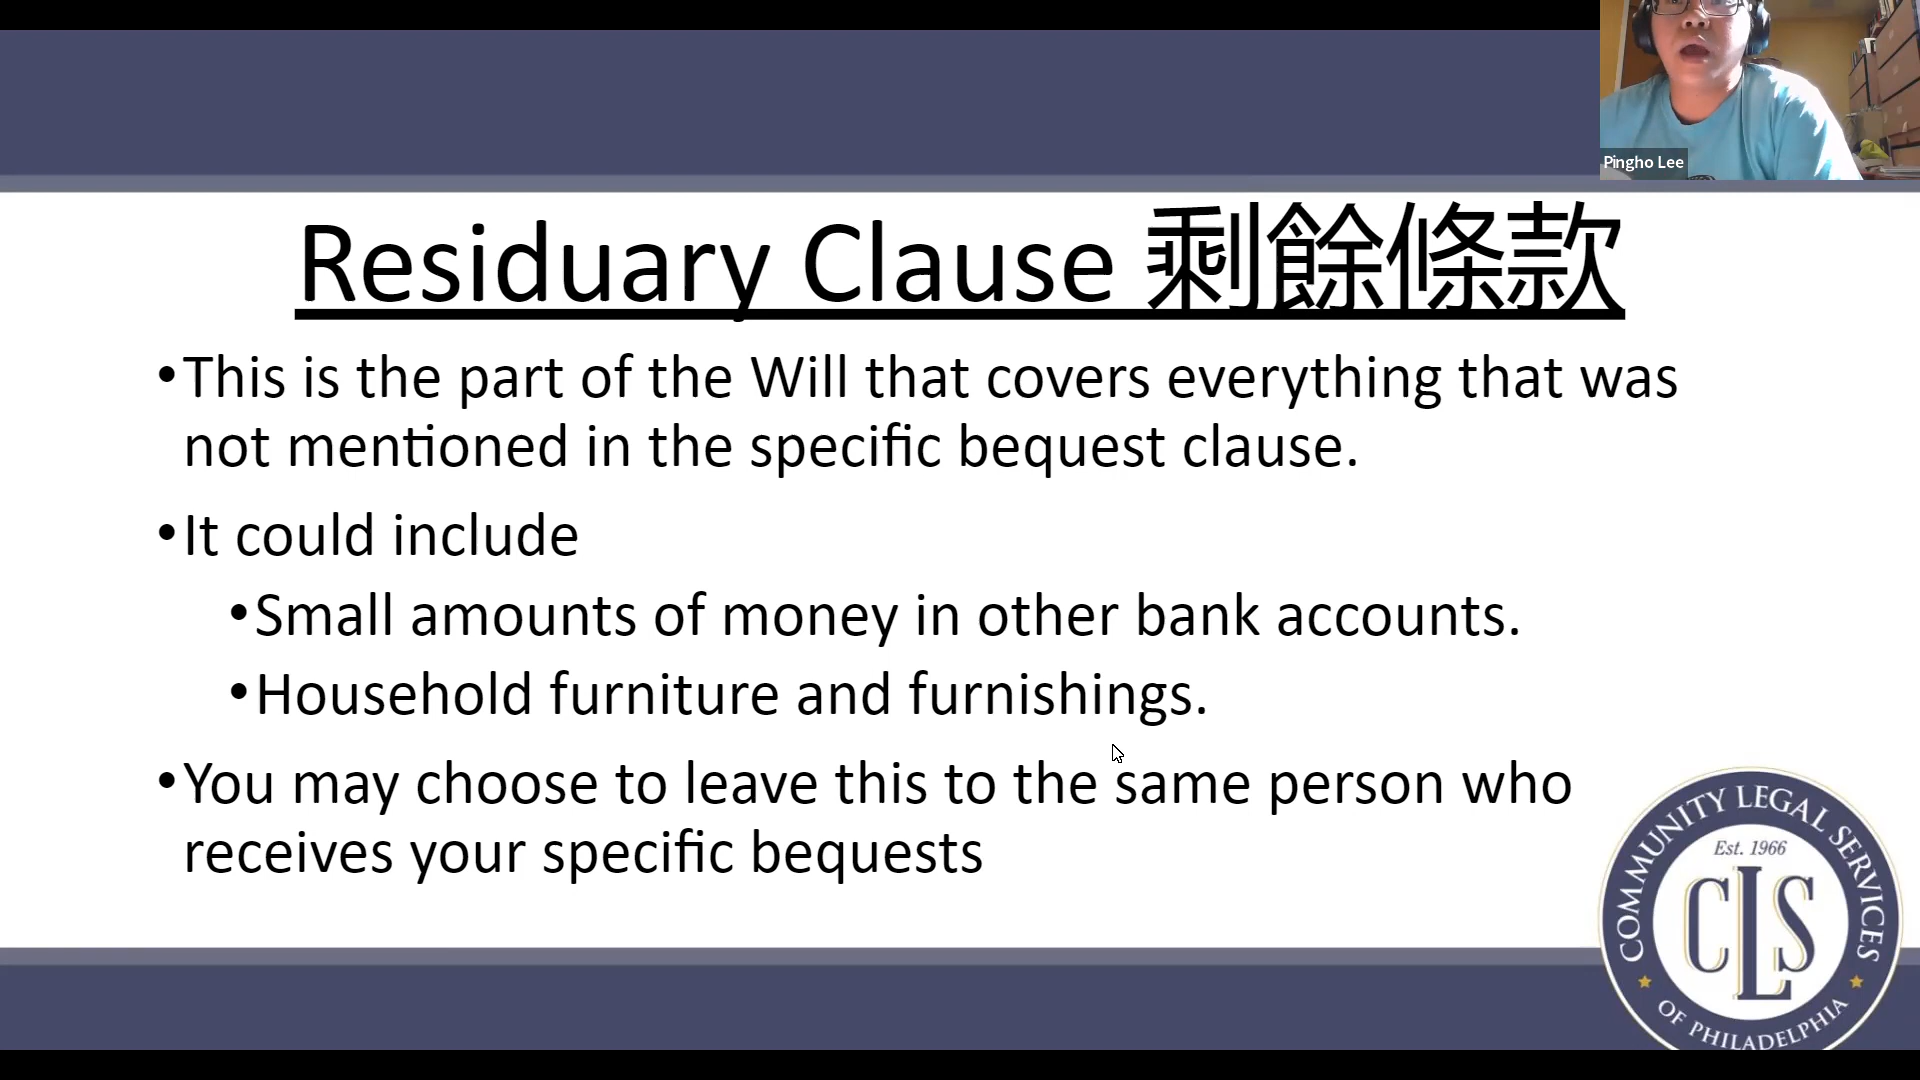 Pingho Lee
Residuary Clause 剩餘條款
•This is the part of the Will that covers everything that was
not mentioned in the specific bequest clause.
•It could include
•Small amounts of money in other bank accounts.
•Household furniture and furnishings.
•You may choose to leave this to the same person who
receives your specific bequests
COMMUNITY LEGAL SERVICES
Est. 1966
CLS
OF PHILADELPHIA